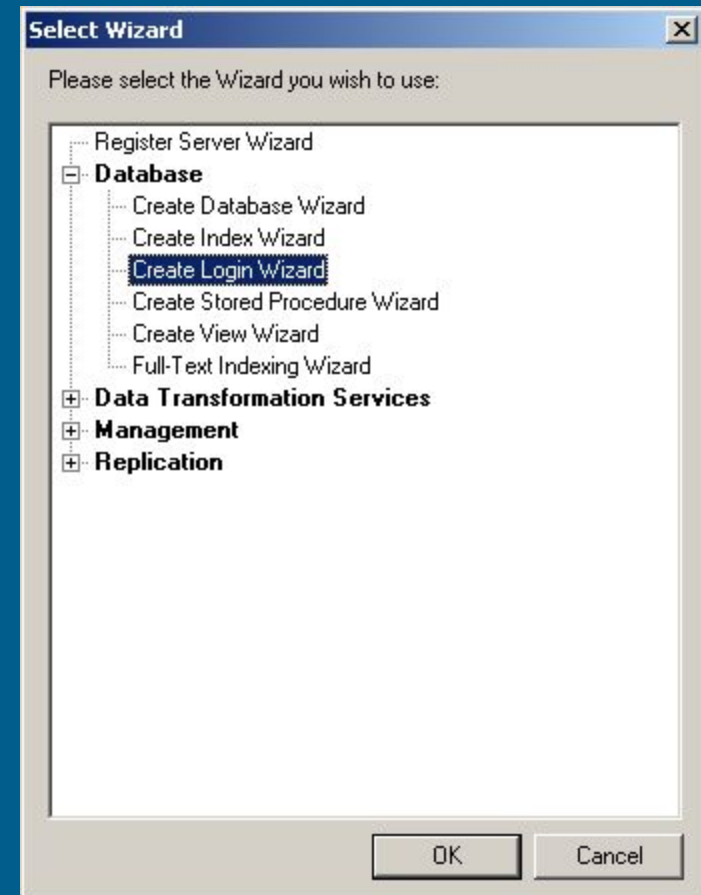 Select Wizard
Please select the Wizard you wish to use:
Register Server Wizard
Database
Create Database Wizard
Create Index Wizard
Create Login Wizard
Create Stored Procedure Wizard
Create View Wizard
Full-Text Indexing Wizard
Data Transformation Services
Management
Replication
OK Cancel